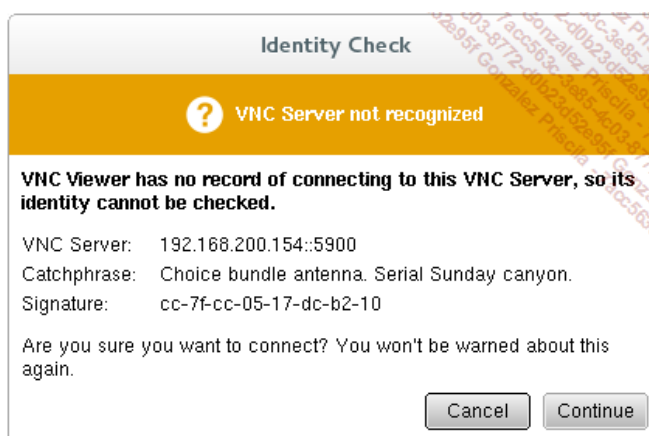 Identity Check
? VNC Server not recognized
VNC Viewer has no record of connecting to this VNC Server, so its
identity cannot be checked.
VNC Server: 192.168.200.154::5900
Catchphrase: Choice bundle antenna. Serial Sunday canyon.
Signature: cc-7f-cc-05-17-dc-b2-10
Are you sure you want to connect? You won't be warned about this
again.
Cancel Continue